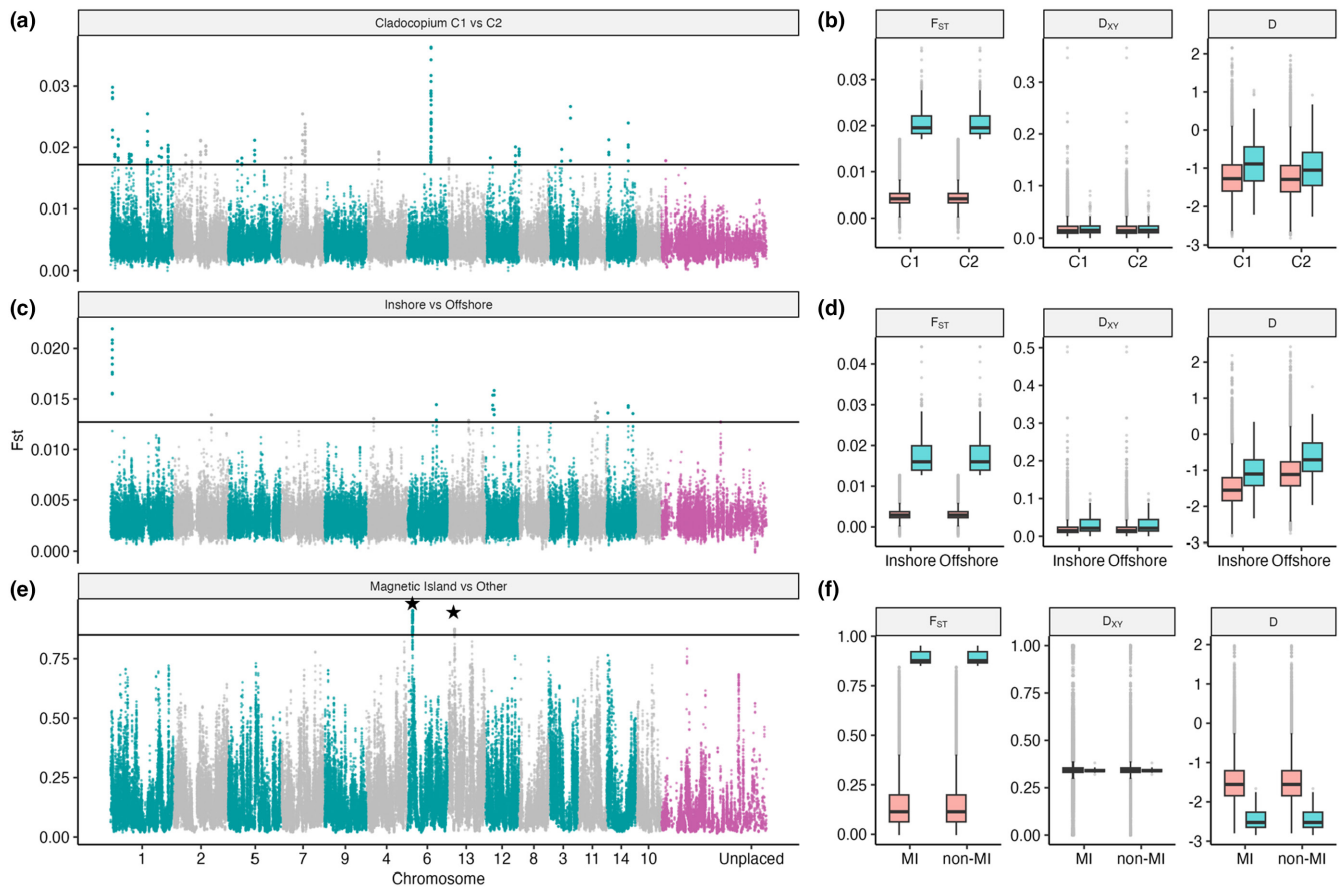 (a)
Cladocopium C1 vs C2
0.03
0.02
0.01
0.00
(b)
FST
DXY
D
0.03
0.02
0.01
0.00
C1 C2
0.3
0.2
0.1
0.0
C1 C2
2
1
0
-1
-2
-3
C1 C2
(c)
Inshore vs Offshore
0.020
0.015
0.010
0.005
0.000
Fst
(d)
FST
DXY
D
0.04
0.03
0.02
0.01
0.00
Inshore Offshore
0.5
0.4
0.3
0.2
0.1
0.0
Inshore Offshore
2
1
0
-1
-2
-3
Inshore Offshore
(e)
Magnetic Island vs Other
0.75
0.50
0.25
0.00
1 2 5 7 9 4 6 13 12 8 3 11 14 10 Unplaced
Chromosome
(f)
FST
DXY
D
1.00
0.75
0.50
0.25
0.00
MI non-MI
1.00
0.75
0.50
0.25
0.00
MI non-MI
2
1
0
-1
-2
-3
MI non-MI